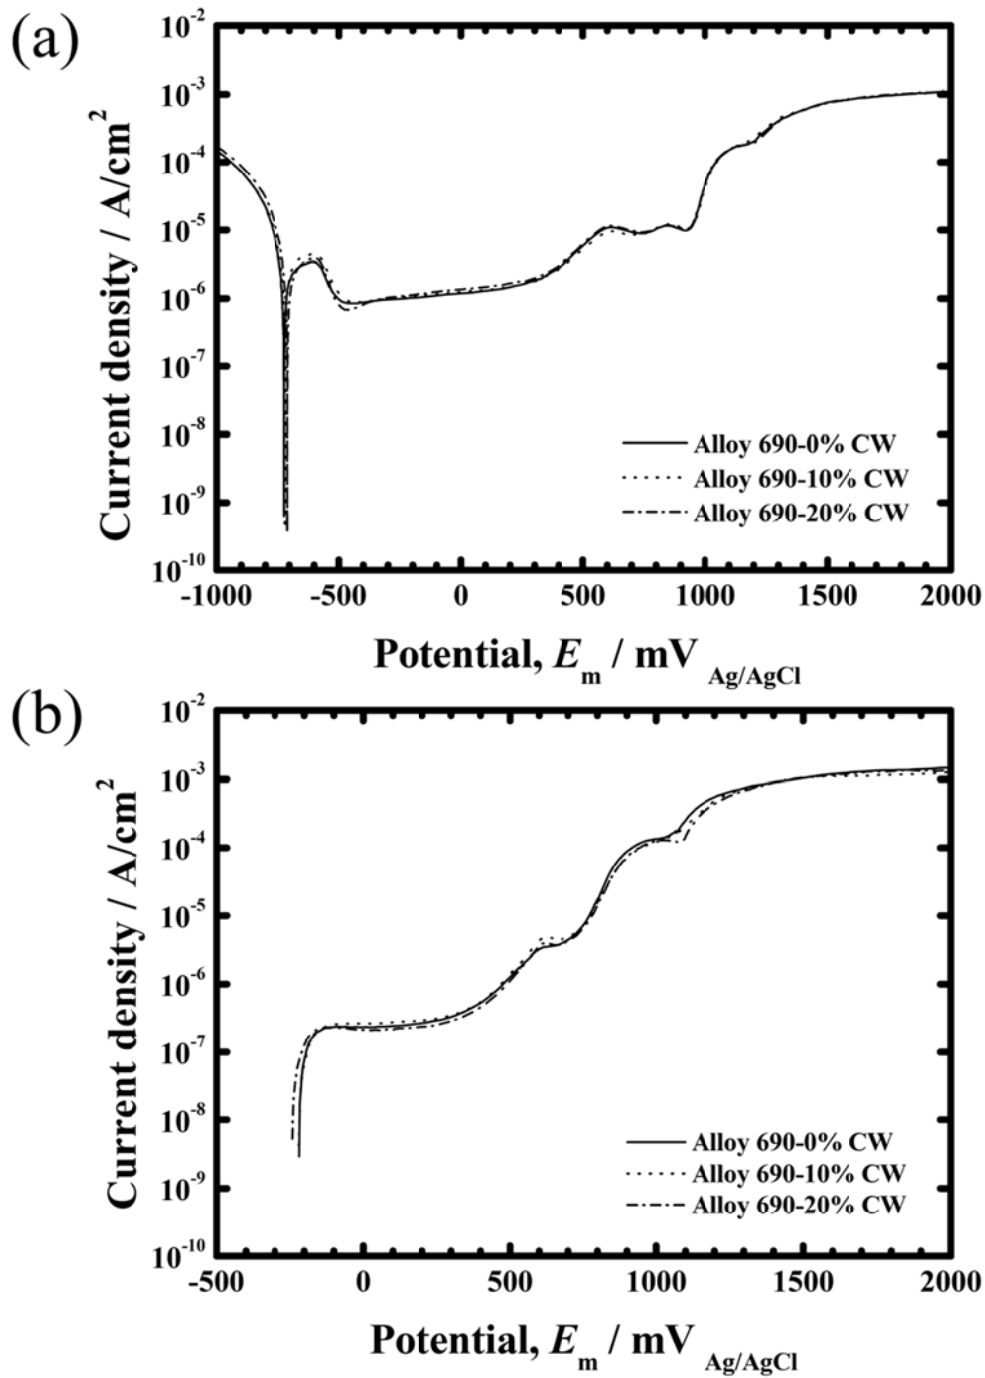 (a)
10^-2
10^-3
10^-4
10^-5
10^-6
10^-7
10^-8
10^-9
10^-10
Current density / A/cm^2
Alloy 690-0% CW
Alloy 690-10% CW
Alloy 690-20% CW
-1000 -500 0 500 1000 1500 2000
Potential, E_m / mV Ag/AgCl
(b)
10^-2
10^-3
10^-4
10^-5
10^-6
10^-7
10^-8
10^-9
10^-10
Current density / A/cm^2
Alloy 690-0% CW
Alloy 690-10% CW
Alloy 690-20% CW
-500 0 500 1000 1500 2000
Potential, E_m / mV Ag/AgCl